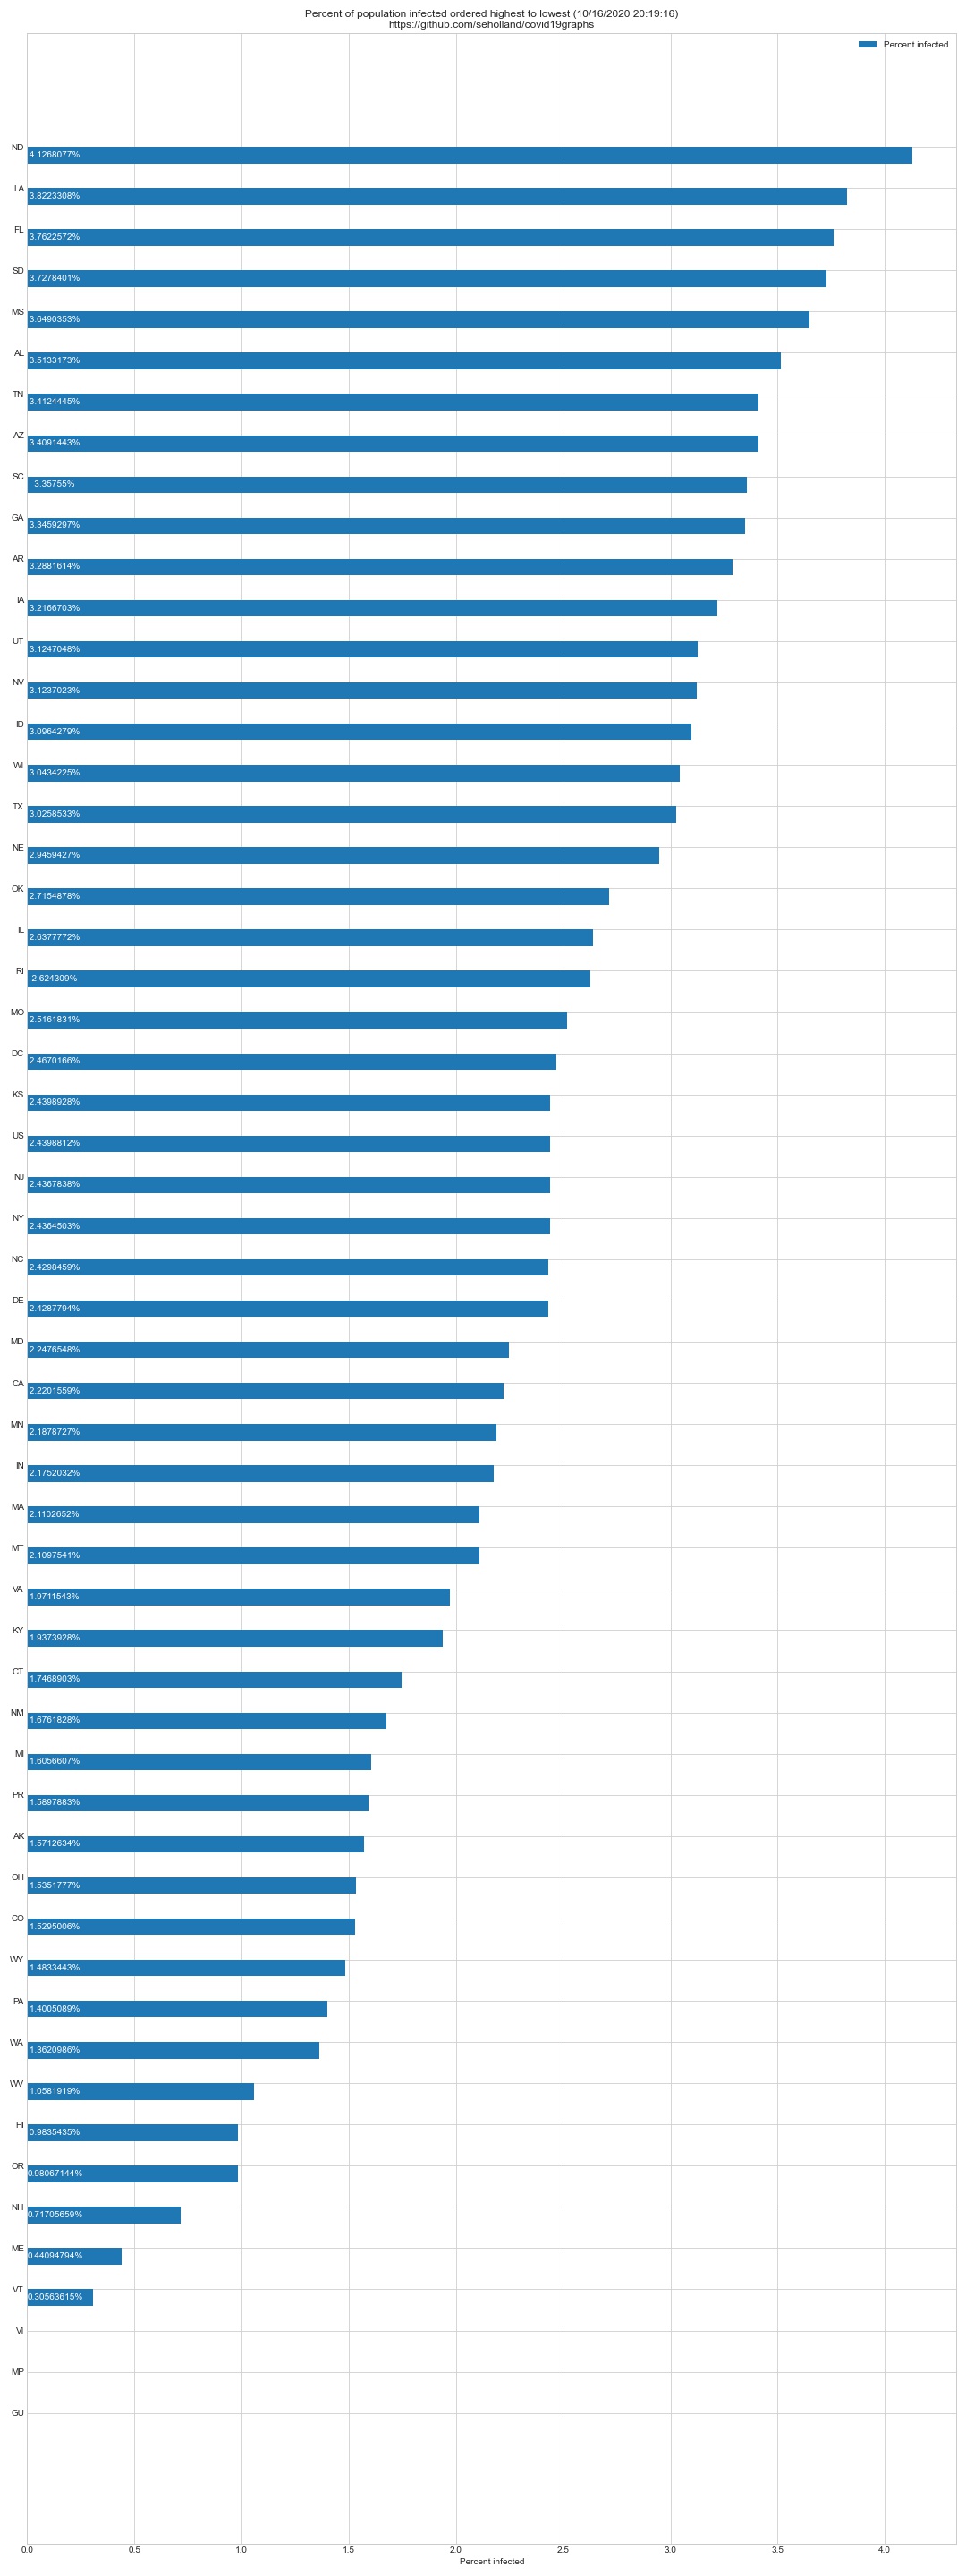 Percent of population infected ordered highest to lowest (10/16/2020 20:19:16)
https://github.com/seholland/covid19graphs
Percent infected
ND 4.1268077%
LA 3.8223308%
FL 3.7622572%
SD 3.7278401%
MS 3.6490353%
AL 3.5133173%
TN 3.4124445%
AZ 3.4091443%
SC 3.35755%
GA 3.3459297%
AR 3.2881614%
IA 3.2166703%
UT 3.1247048%
NV 3.1237023%
ID 3.0964279%
WI 3.0434225%
TX 3.0258533%
NE 2.9459427%
OK 2.7154878%
IL 2.6377772%
RI 2.624309%
MO 2.5161831%
DC 2.4670166%
KS 2.4398928%
US 2.4398812%
NJ 2.4367838%
NY 2.4364503%
NC 2.4298459%
DE 2.4287794%
MD 2.2476548%
CA 2.2201559%
MN 2.1878727%
IN 2.1752032%
MA 2.1102652%
MT 2.1097541%
VA 1.9711543%
KY 1.9373928%
CT 1.7468903%
NM 1.6761828%
MI 1.6056607%
PR 1.5897883%
AK 1.5712634%
OH 1.5351777%
CO 1.5295006%
WY 1.4833443%
PA 1.4005089%
WA 1.3620986%
WV 1.0581919%
HI 0.9835435%
OR 0.98067144%
NH 0.71705659%
ME 0.44094794%
VT 0.30563615%
VI
MP
GU
0.0 0.5 1.0 1.5 2.0 2.5 3.0 3.5 4.0
Percent infected